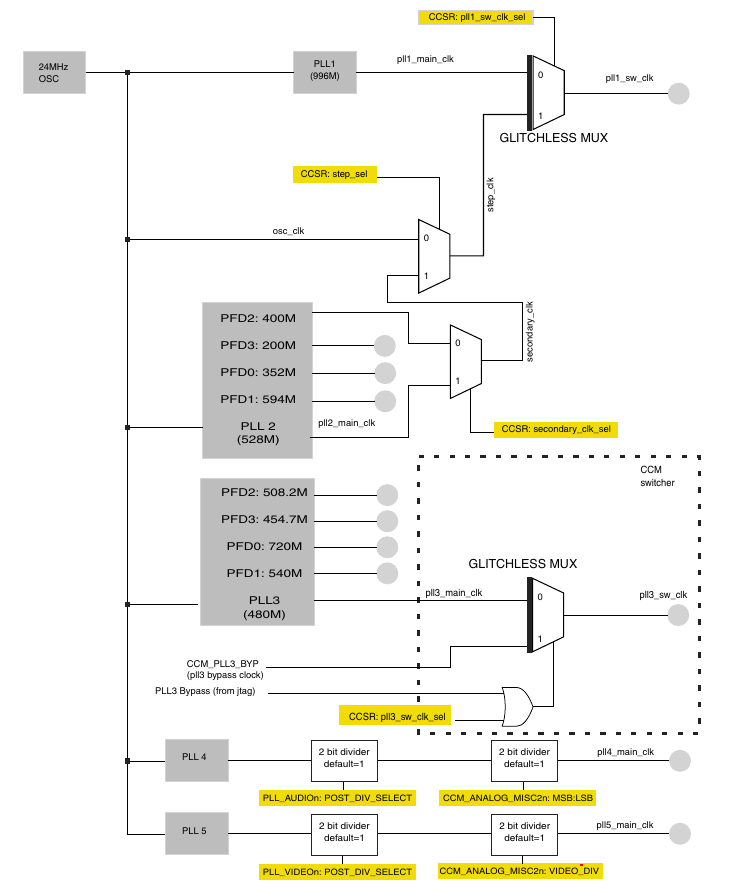 CCSR: pll1_sw_clk_sel
24MHz
OSC
PLL1
(996M)
pll1_main_clk
0
1
pll1_sw_clk
GLITCHLESS MUX
CCSR: step_sel
step_clk
osc_clk
0
1
secondary_clk
PFD2: 400M
PFD3: 200M
PFD0: 352M
PFD1: 594M
PLL 2
(528M)
pll2_main_clk
0
1
CCSR: secondary_clk_sel
CCM
switcher
PFD2: 508.2M
PFD3: 454.7M
PFD0: 720M
PFD1: 540M
PLL3
(480M)
GLITCHLESS MUX
pll3_main_clk
0
1
pll3_sw_clk
CCM_PLL3_BYP
(pll3 bypass clock)
PLL3 Bypass (from jtag)
CCSR: pll3_sw_clk_sel
PLL 4
2 bit divider
default=1
2 bit divider
default=1
pll4_main_clk
PLL_AUDIOn: POST_DIV_SELECT
CCM_ANALOG_MISC2n: MSB:LSB
PLL 5
2 bit divider
default=1
2 bit divider
default=1
pll5_main_clk
PLL_VIDEOn: POST_DIV_SELECT
CCM_ANALOG_MISC2n: VIDEO_DIV